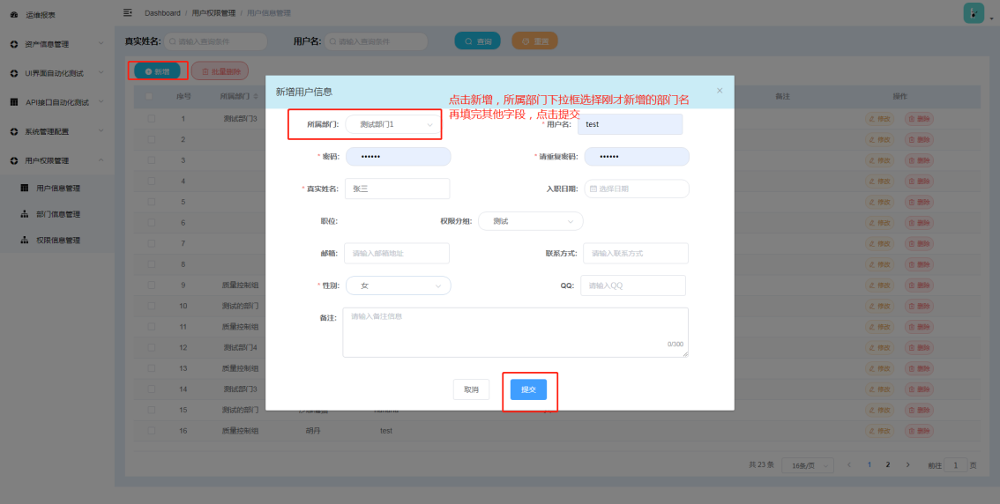 运维报表
Dashboard / 用户权限管理 / 用户信息管理
资产信息管理
UI界面自动化测试
API接口自动化测试
系统管理配置
用户权限管理
用户信息管理
部门信息管理
权限信息管理
真实姓名: 请输入查询条件 用户名: 请输入查询条件 查询 重置
新增 批量删除
序号 所属部门 备注 操作
1 测试部门3 修改 删除
2 修改 删除
3 修改 删除
4 修改 删除
5 修改 删除
6 修改 删除
7 修改 删除
8 修改 删除
9 质量控制组 修改 删除
10 测试的部门 修改 删除
11 质量控制组 修改 删除
12 测试部门4 修改 删除
13 质量控制组 修改 删除
14 测试部门3 修改 删除
15 测试的部门 修改 删除
16 质量控制组 胡丹 test 修改 删除
共 23 条 16条/页 1 2 前往 1 页
新增用户信息
点击新增，所属部门下拉框选择刚才新增的部门名
再填完其他字段，点击提交
所属部门: 测试部门1 * 用户名: test
* 密码: •••••• * 请重复密码: ••••••
* 真实姓名: 张三 入职日期: 选择日期
职位: 权限分组: 测试
邮箱: 请输入邮箱地址 联系方式: 请输入联系方式
* 性别: 女 QQ: 请输入QQ
备注: 请输入备注信息
0/300
取消 提交